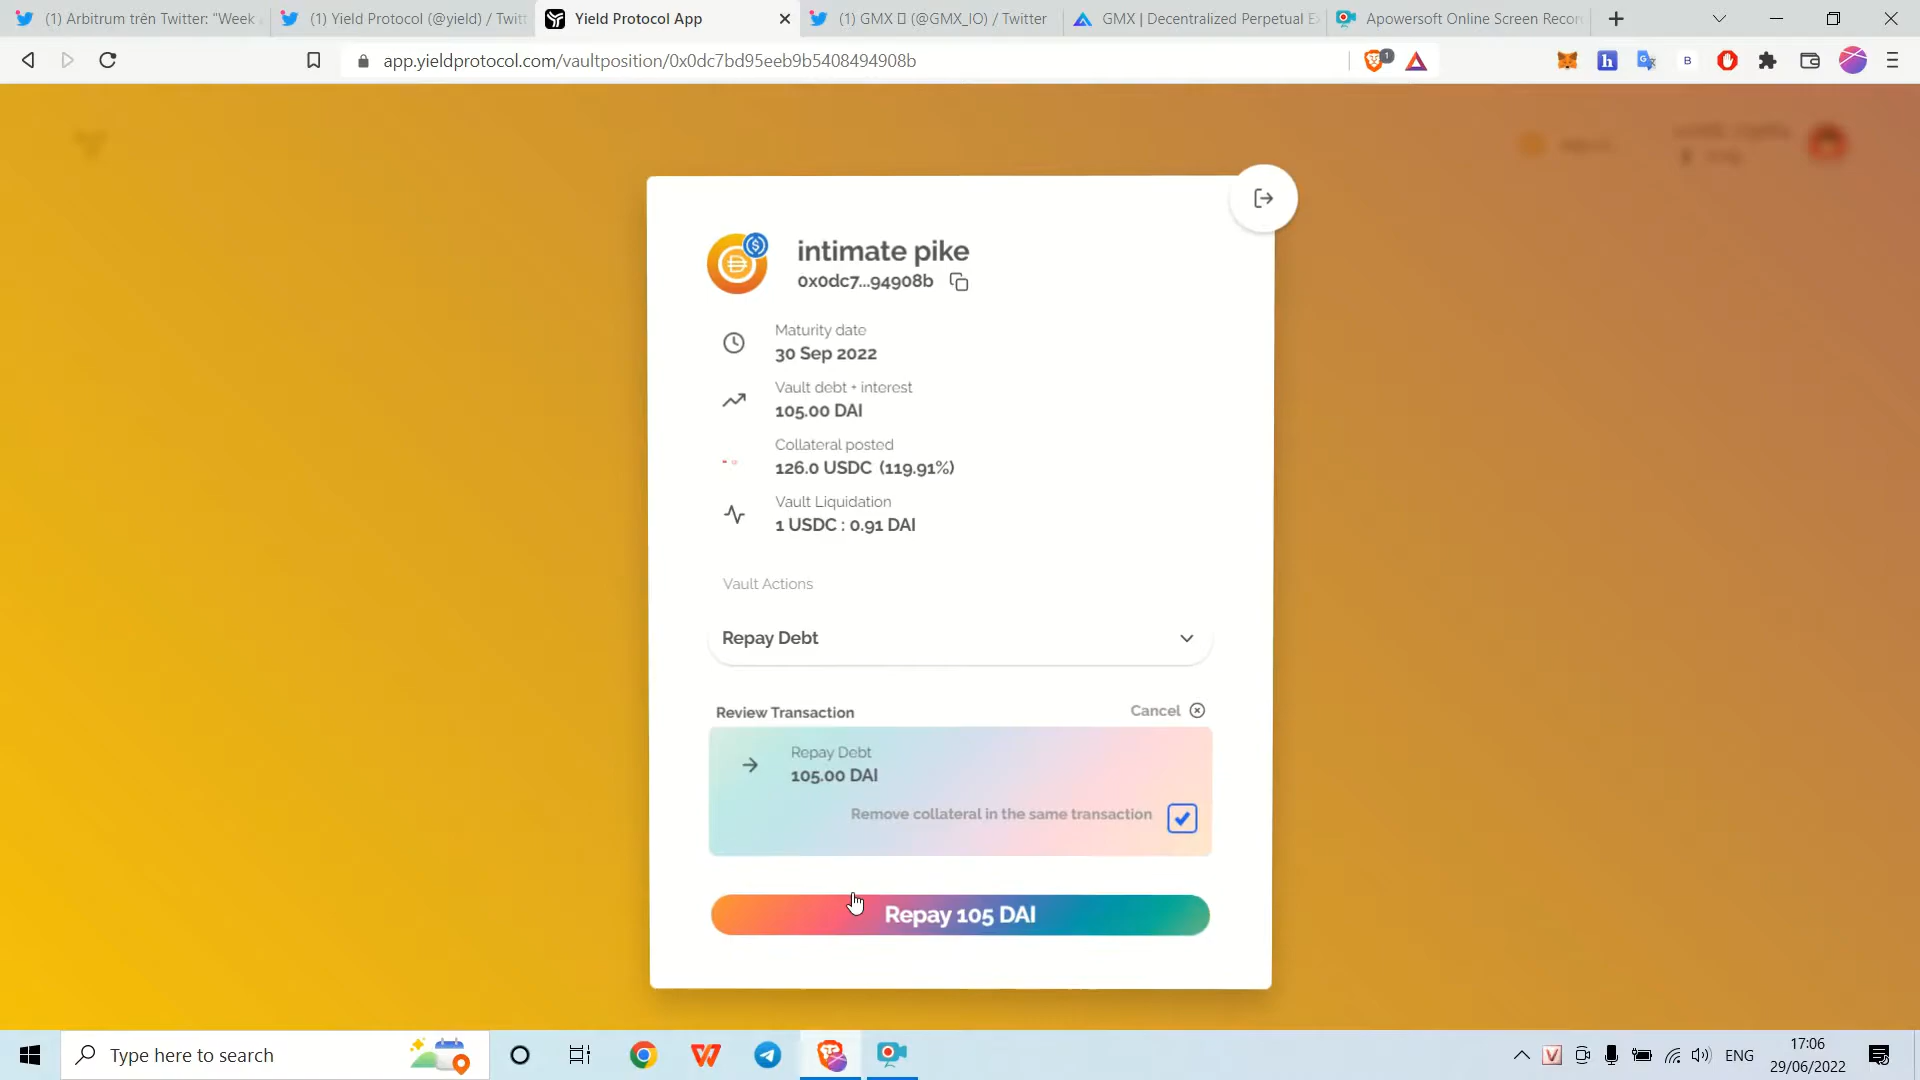 (1) Arbitrum trên Twitter: "Week
(1) Yield Protocol (@yield) / Twitt
Yield Protocol App
(1) GMX (@GMX_IO) / Twitter
GMX | Decentralized Perpetual Ex
Apowersoft Online Screen Recor
app.yieldprotocol.com/vaultposition/0x0dc7bd95eeb9b5408494908b
1
B
intimate pike
0x0dc7...94908b
Maturity date
30 Sep 2022
Vault debt + interest
105.00 DAI
Collateral posted
126.0 USDC (119.91%)
Vault Liquidation
1 USDC : 0.91 DAI
Vault Actions
Repay Debt
Review Transaction
Cancel
Repay Debt
105.00 DAI
Remove collateral in the same transaction
Repay 105 DAI
Type here to search
ENG
17:06
29/06/2022